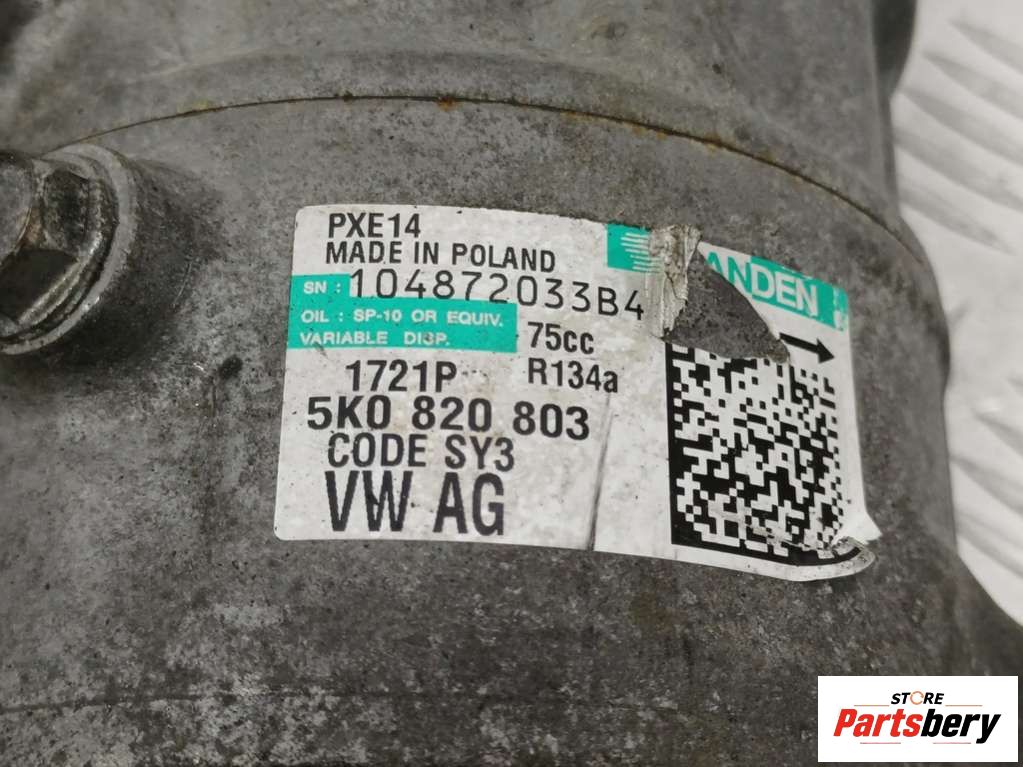 PXE14
MADE IN POLAND
ANDEN
SN : 104872033B4
OIL : SP-10 OR EQUIV. 75cc
VARIABLE DISP.
1721P R134a
5K0 820 803
CODE SY3
VW AG
STORE
Partsbery